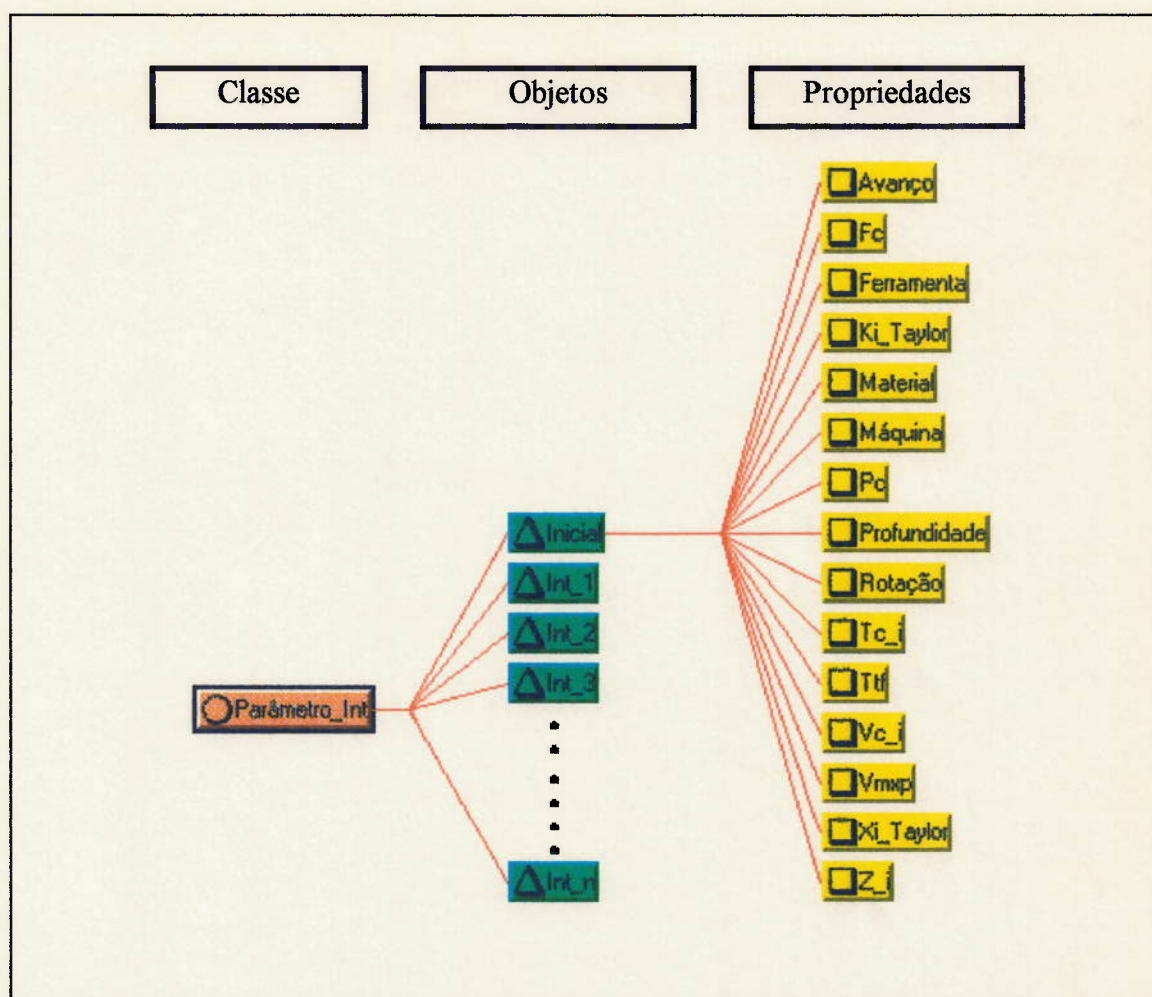 Classe
Objetos
Propriedades
Avanço
Fc
Ferramenta
Ki_Taylor
Material
Máquina
Pc
Inicial
Profundidade
Int_1
Rotação
Int_2
Tc_i
Int_3
Ttf
Parâmetro_Int
Vc_i
Vmxp
Xi_Taylor
Int_n
Z_i